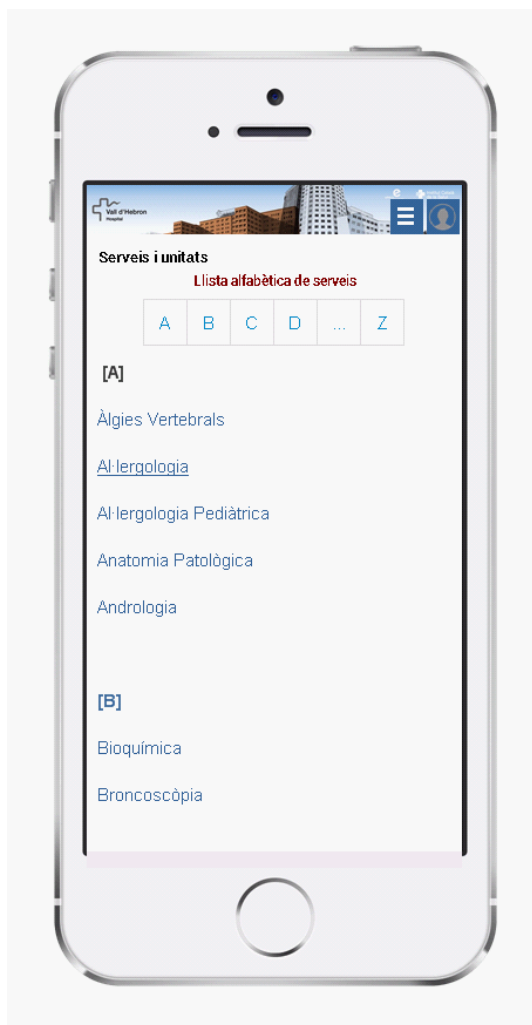 Vall d'Hebron
Hospital
e
Serveis i unitats
Llista alfabètica de serveis
A B C D ... Z
[A]
Àlgies Vertebrals
Al·lergologia
Al·lergologia Pediàtrica
Anatomia Patològica
Andrologia
[B]
Bioquímica
Broncoscòpia